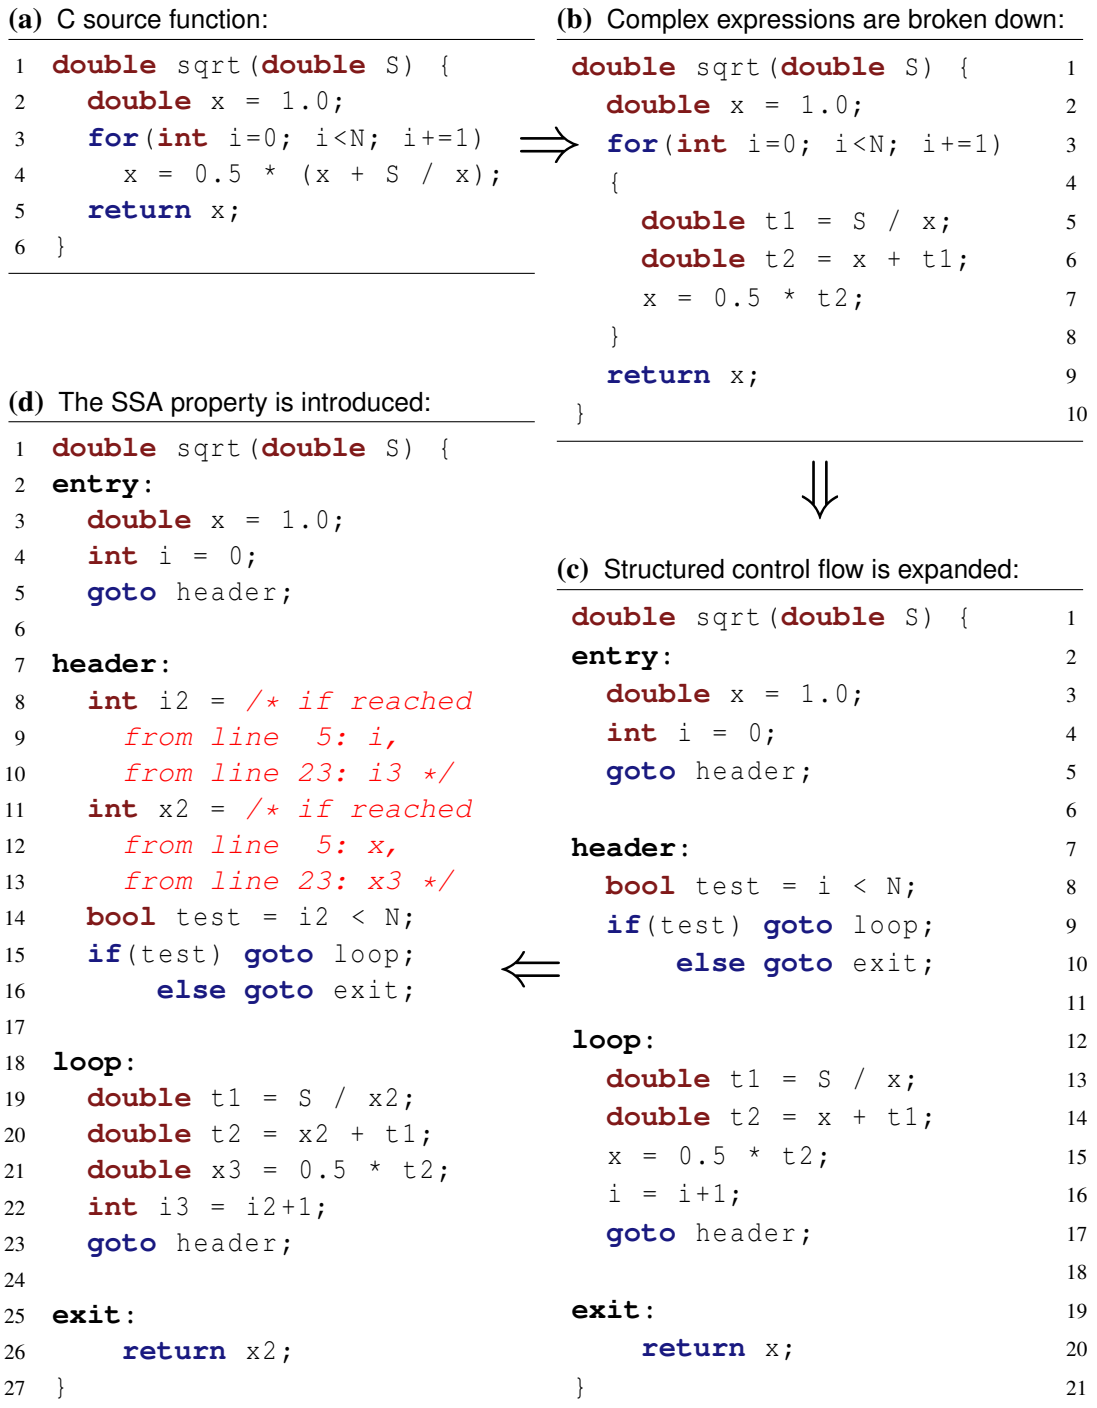 (a) C source function:
1 double sqrt(double S) {
2 double x = 1.0;
3 for(int i=0; i<N; i+=1)
4 x = 0.5 * (x + S / x);
5 return x;
6 }
⇒
(b) Complex expressions are broken down:
double sqrt(double S) { 1
double x = 1.0; 2
for(int i=0; i<N; i+=1) 3
{ 4
double t1 = S / x; 5
double t2 = x + t1; 6
x = 0.5 * t2; 7
} 8
return x; 9
} 10
⇓
(c) Structured control flow is expanded:
double sqrt(double S) { 1
entry: 2
double x = 1.0; 3
int i = 0; 4
goto header; 5
6
header: 7
bool test = i < N; 8
if(test) goto loop; 9
else goto exit; 10
11
loop: 12
double t1 = S / x; 13
double t2 = x + t1; 14
x = 0.5 * t2; 15
i = i+1; 16
goto header; 17
18
exit: 19
return x; 20
} 21
⇐
(d) The SSA property is introduced:
1 double sqrt(double S) {
2 entry:
3 double x = 1.0;
4 int i = 0;
5 goto header;
6
7 header:
8 int i2 = /* if reached
9 from line 5: i,
10 from line 23: i3 */
11 int x2 = /* if reached
12 from line 5: x,
13 from line 23: x3 */
14 bool test = i2 < N;
15 if(test) goto loop;
16 else goto exit;
17
18 loop:
19 double t1 = S / x2;
20 double t2 = x2 + t1;
21 double x3 = 0.5 * t2;
22 int i3 = i2+1;
23 goto header;
24
25 exit:
26 return x2;
27 }